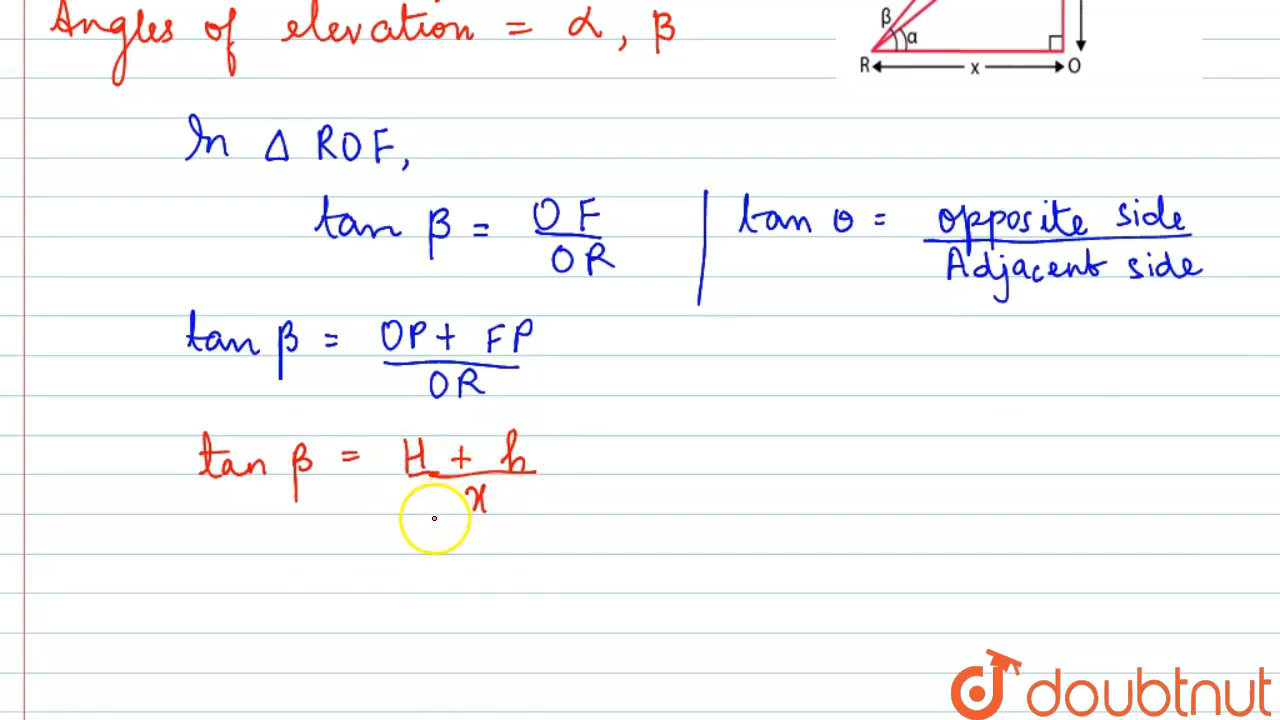 Angles of elevation = α, β
β
α
R x O
In Δ ROF,
tan β = OF / OR | tan θ = opposite side / Adjacent side
tan β = OP + FP / OR
tan β = H + h / x
doubtnut